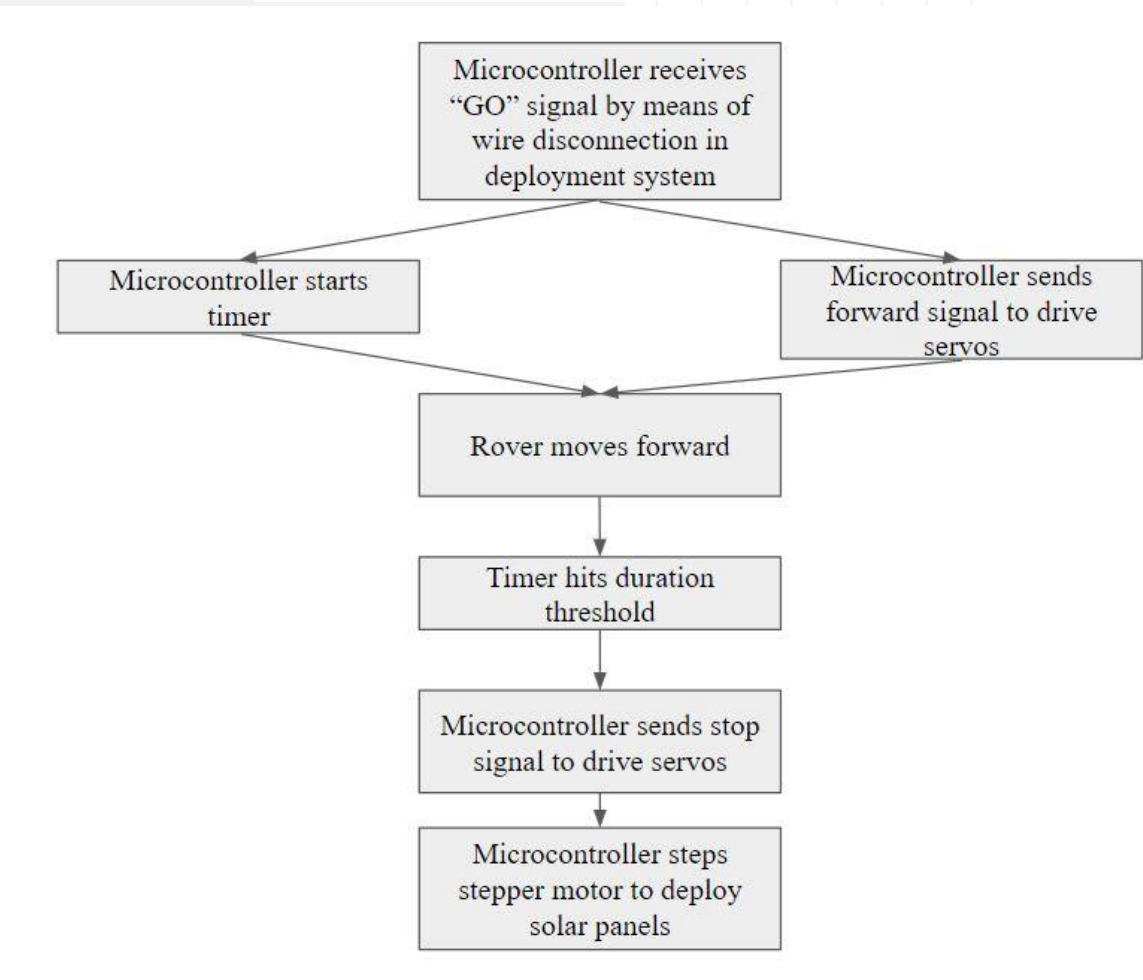 Microcontroller receives
“GO” signal by means of
wire disconnection in
deployment system
Microcontroller starts
timer
Microcontroller sends
forward signal to drive
servos
Rover moves forward
Timer hits duration
threshold
Microcontroller sends stop
signal to drive servos
Microcontroller steps
stepper motor to deploy
solar panels